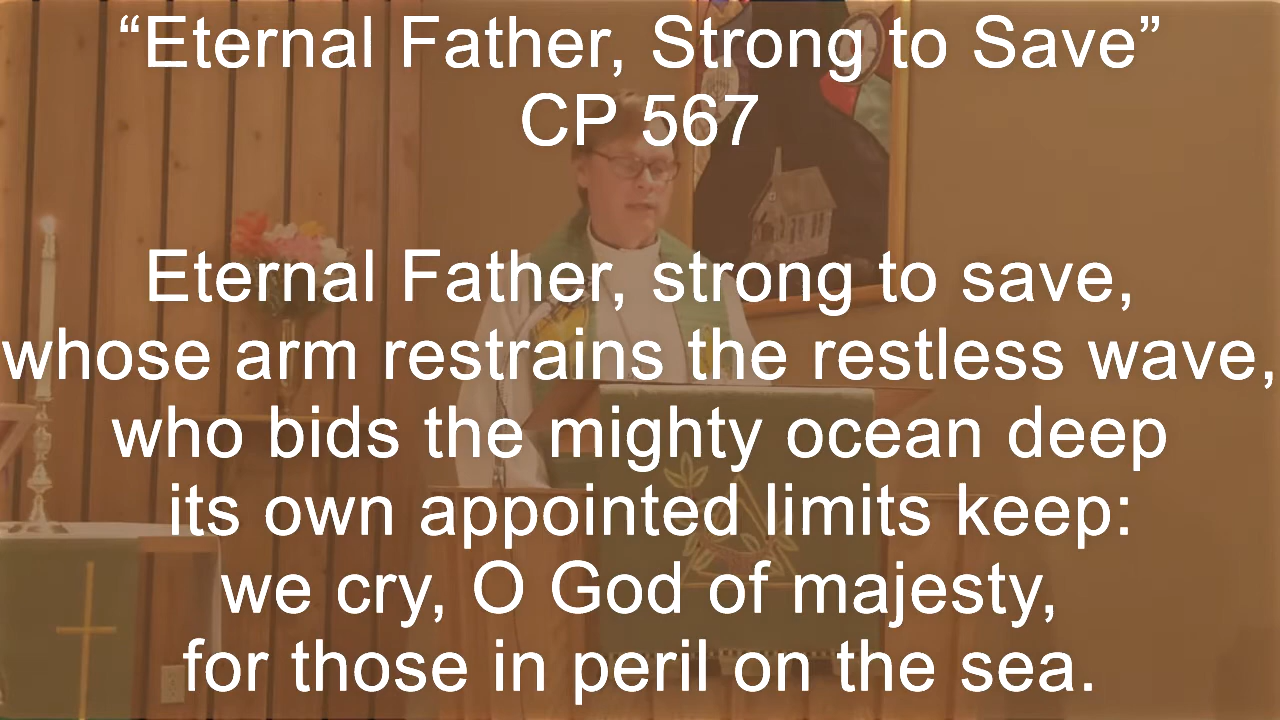 “Eternal Father, Strong to Save”
CP 567
Eternal Father, strong to save,
whose arm restrains the restless wave,
who bids the mighty ocean deep
its own appointed limits keep:
we cry, O God of majesty,
for those in peril on the sea.